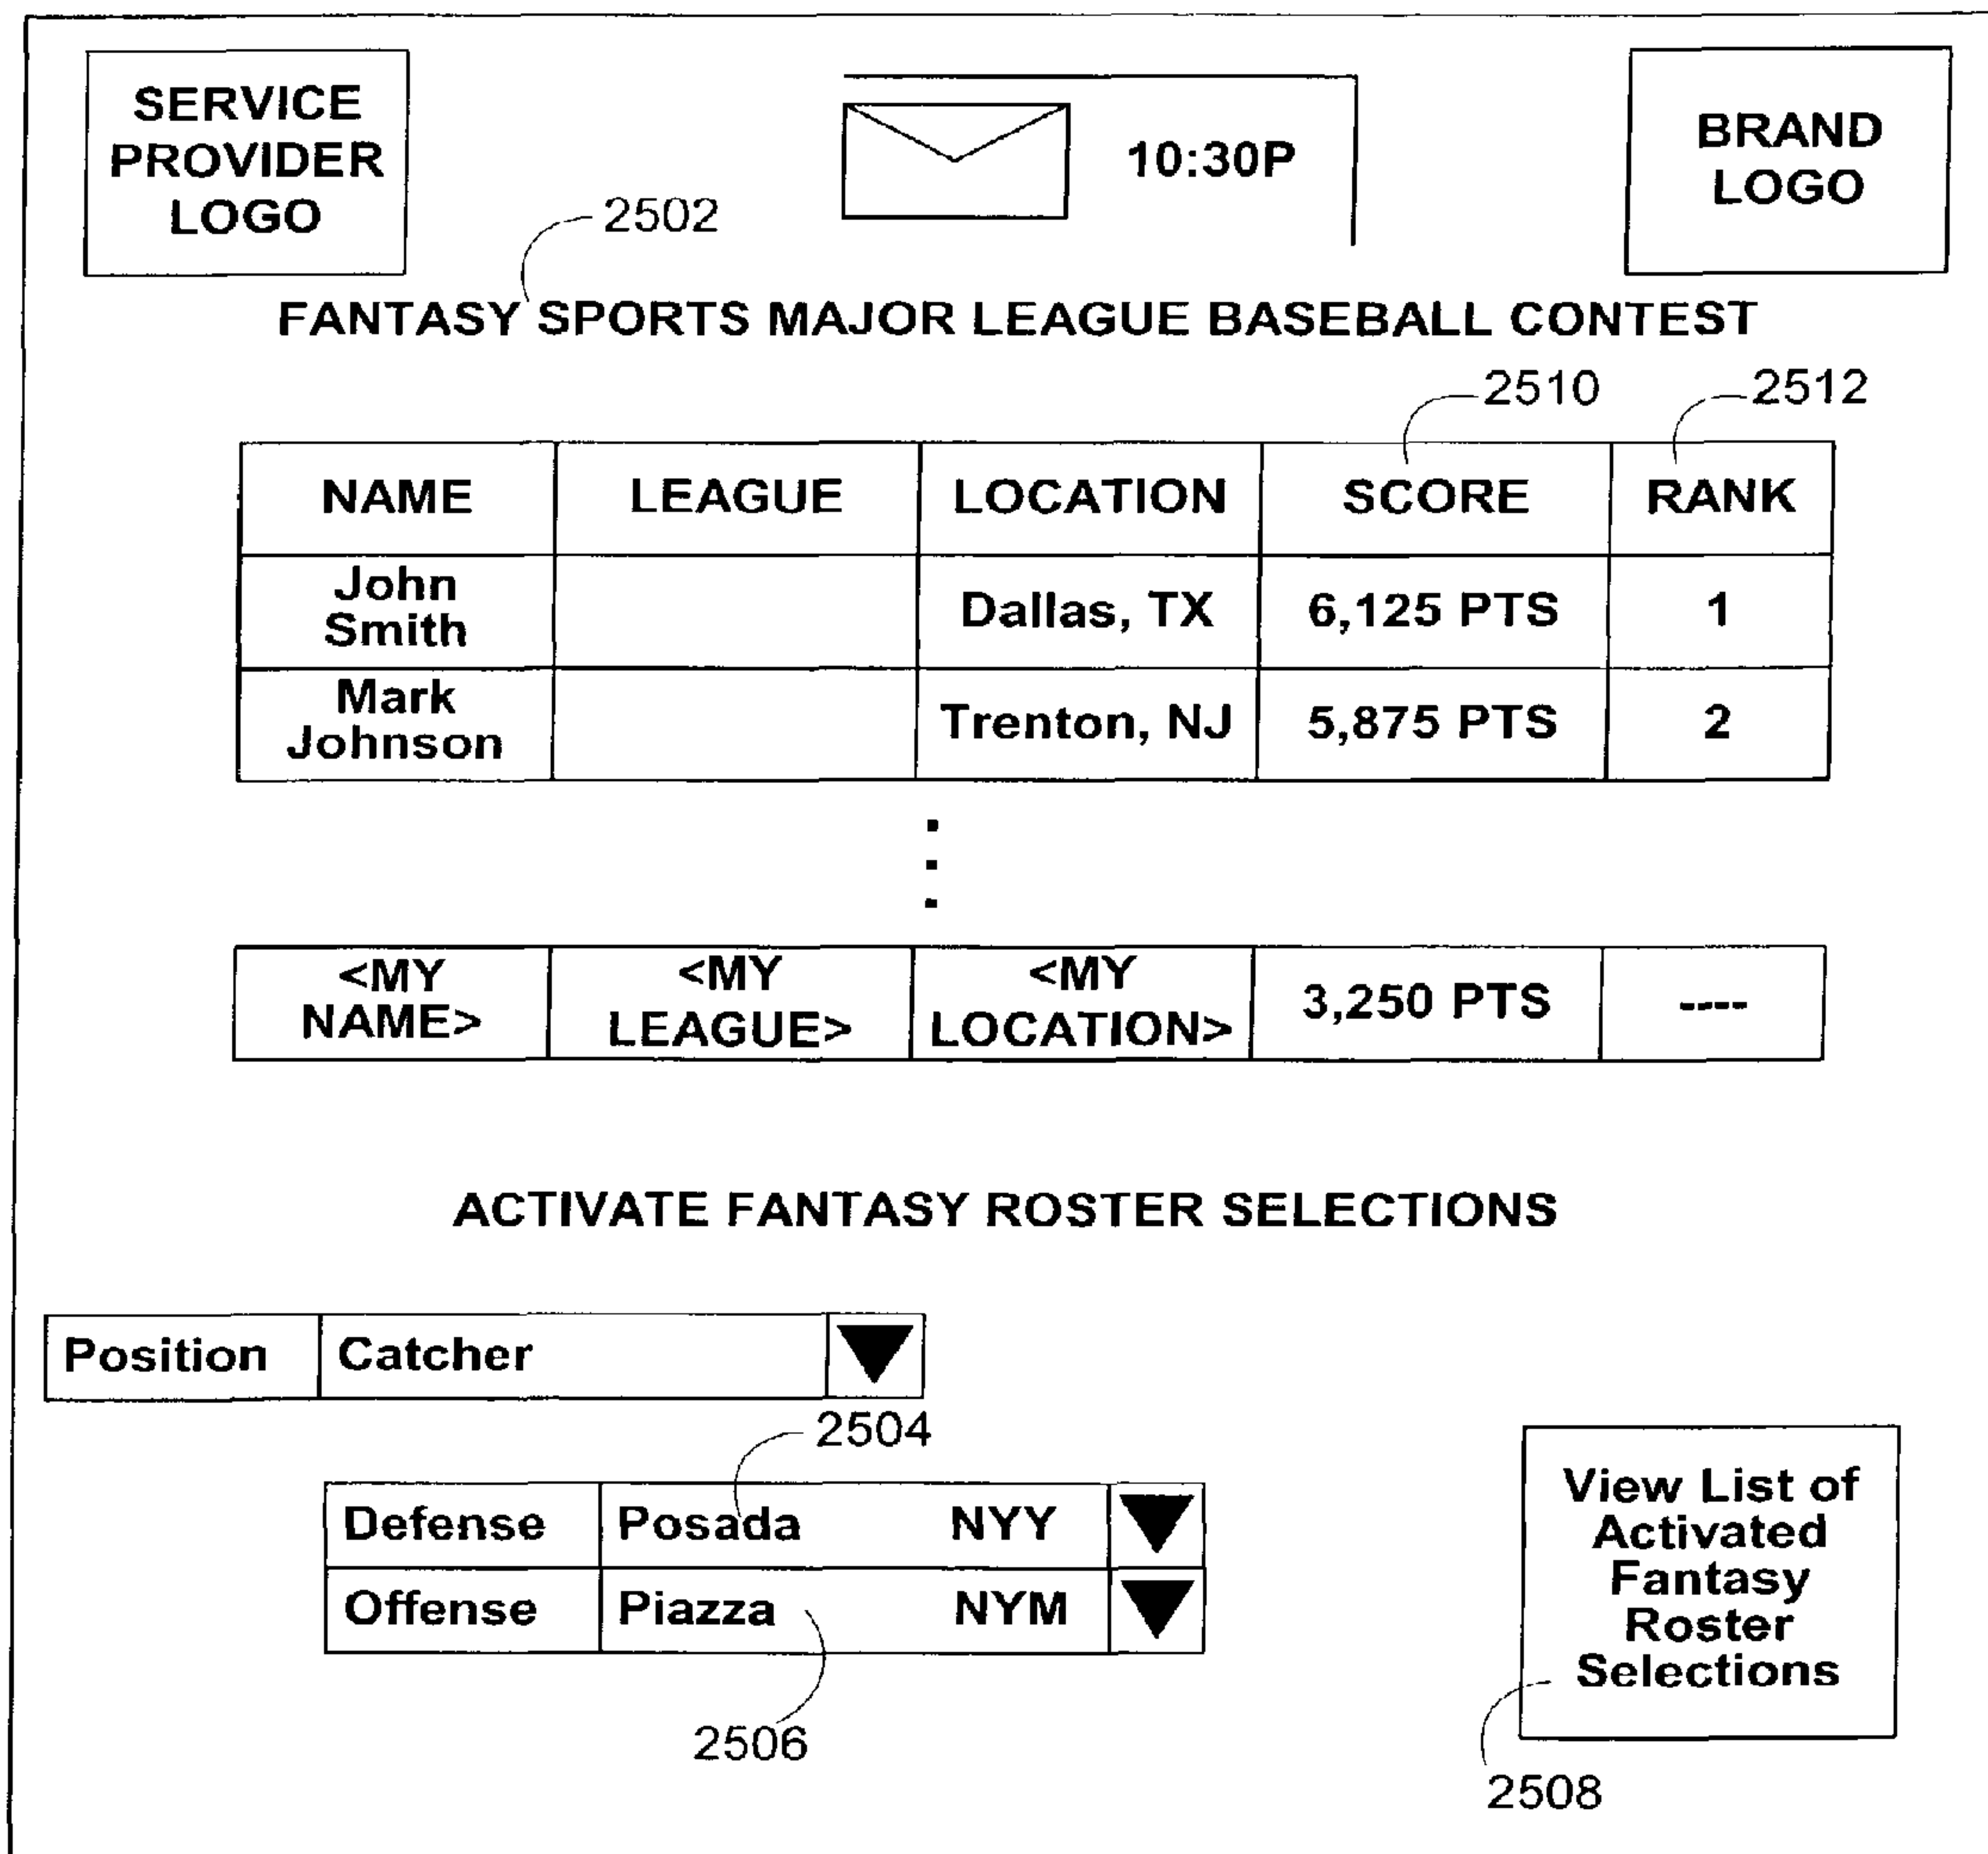 SERVICE
PROVIDER
LOGO
10:30P
BRAND
LOGO
2502
FANTASY SPORTS MAJOR LEAGUE BASEBALL CONTEST
2510
2512
NAME LEAGUE LOCATION SCORE RANK
John
Smith
Dallas, TX 6,125 PTS 1
Mark
Johnson
Trenton, NJ 5,875 PTS 2
<MY
NAME>
<MY
LEAGUE>
<MY
LOCATION>
3,250 PTS ----
ACTIVATE FANTASY ROSTER SELECTIONS
Position Catcher
2504
Defense Posada NYY
Offense Piazza NYM
2506
View List of
Activated
Fantasy
Roster
Selections
2508